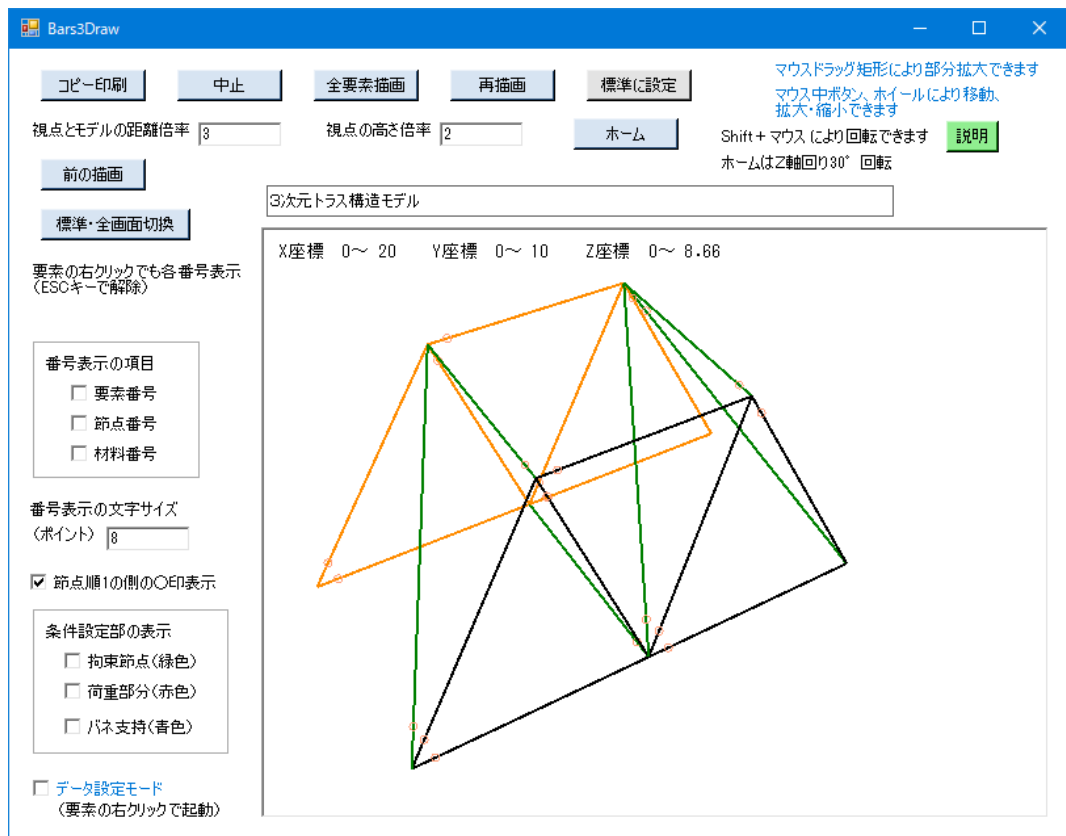 Bars3Draw
コピー印刷
中止
全要素描画
再描画
標準に設定
マウスドラッグ矩形により部分拡大できます
マウス中ボタン、ホイールにより移動、
拡大・縮小できます
視点とモデルの距離倍率 3
視点の高さ倍率 2
ホーム
Shift+マウスにより回転できます
説明
ホームはZ軸回り30°回転
前の描画
3次元トラス構造モデル
標準・全画面切換
X座標 0～ 20 Y座標 0～ 10 Z座標 0～ 8.66
要素の右クリックでも各番号表示
(ESCキーで解除)
番号表示の項目
要素番号
節点番号
材料番号
番号表示の文字サイズ
(ポイント) 8
節点順1の側の〇印表示
条件設定部の表示
拘束節点(緑色)
荷重部分(赤色)
バネ支持(青色)
データ設定モード
(要素の右クリックで起動)